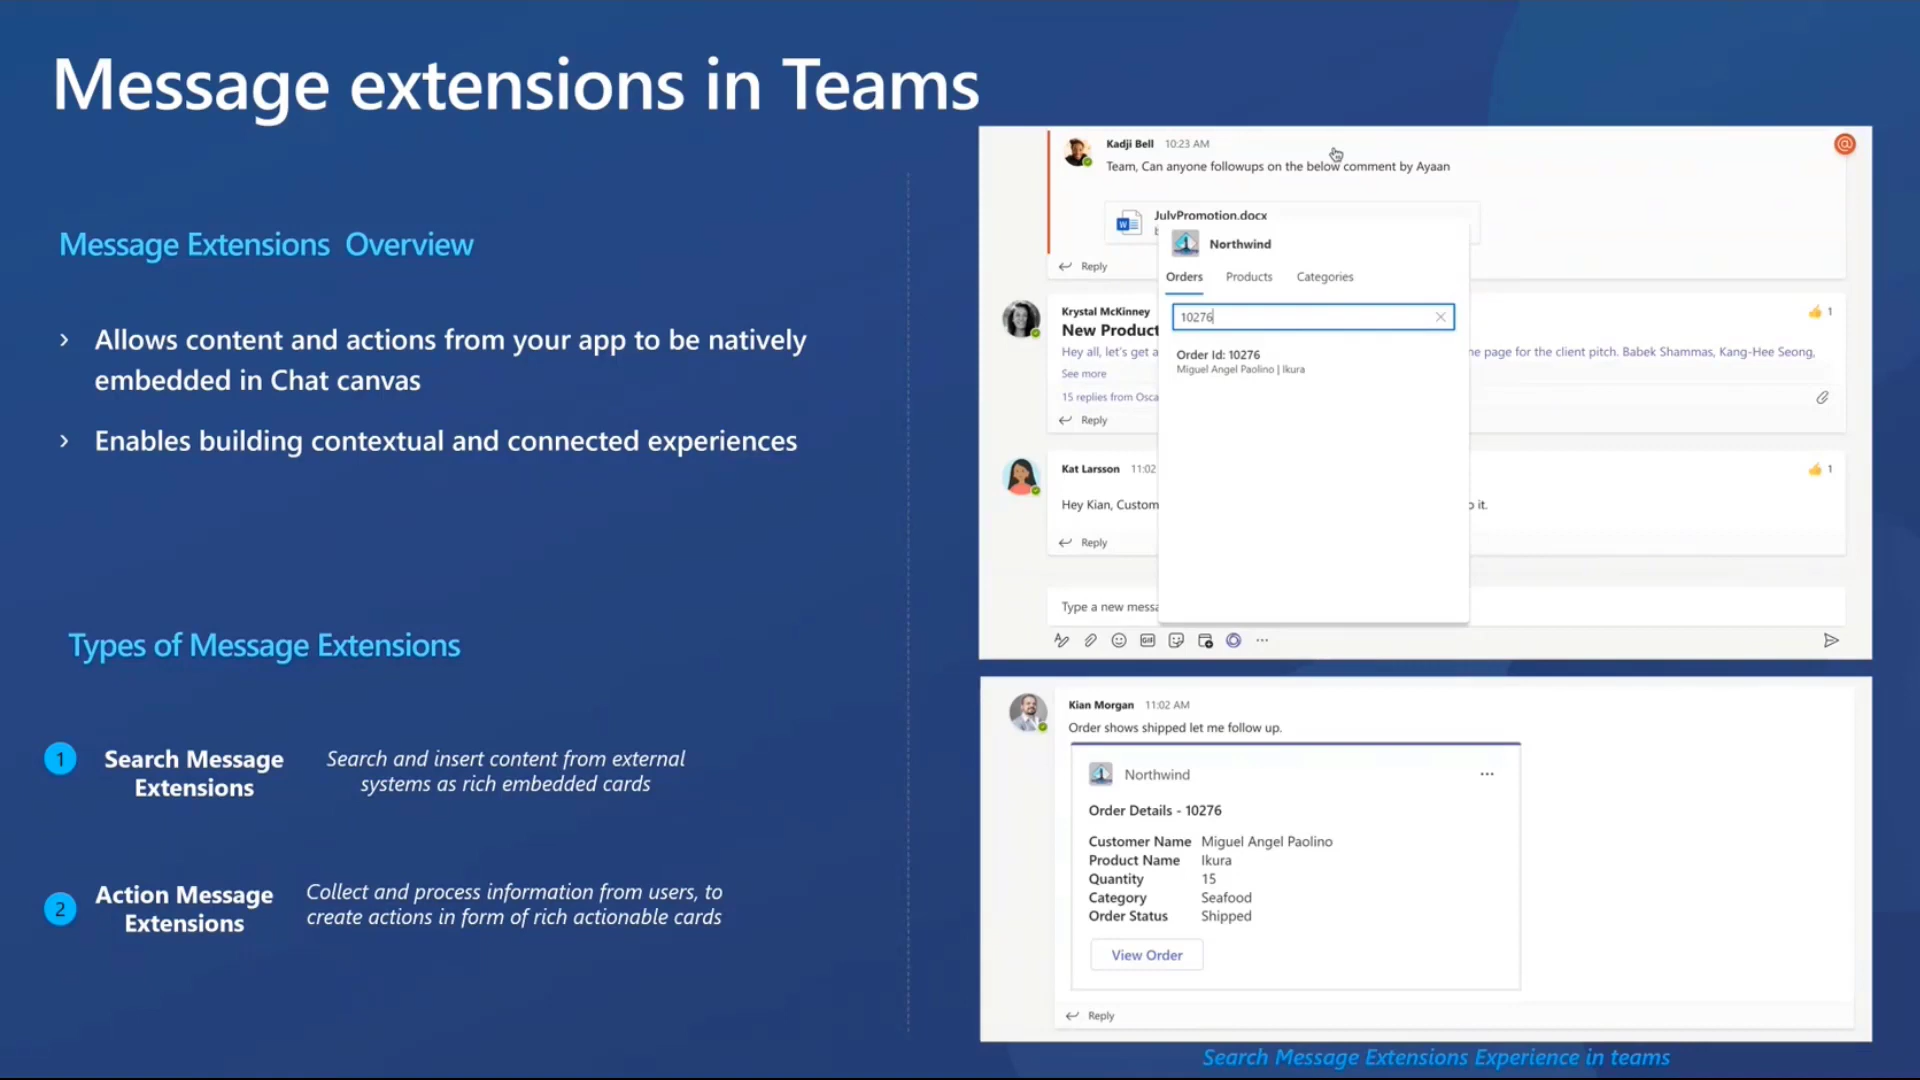 Message extensions in Teams
Message Extensions Overview
› Allows content and actions from your app to be natively
embedded in Chat canvas
› Enables building contextual and connected experiences
Types of Message Extensions
1 Search Message
Extensions
Search and insert content from external
systems as rich embedded cards
2 Action Message
Extensions
Collect and process information from users, to
create actions in form of rich actionable cards
Kadji Bell 10:23 AM
Team, Can anyone followups on the below comment by Ayaan
JulyPromotion.docx
Reply
Northwind
Orders Products Categories
10276
Order Id: 10276
Miguel Angel Paolino | Ikura
Krystal McKinney
New Product
Hey all, let's get a
page for the client pitch. Babek Shammas, Kang-Hee Seong,
See more
15 replies from Osca
Reply
1
Kat Larsson 11:02
Hey Kian, Custom
it.
Reply
1
Type a new messa
GIF
Kian Morgan 11:02 AM
Order shows shipped let me follow up.
Northwind
Order Details - 10276
Customer Name Miguel Angel Paolino
Product Name Ikura
Quantity 15
Category Seafood
Order Status Shipped
View Order
Reply
Search Message Extensions Experience in teams